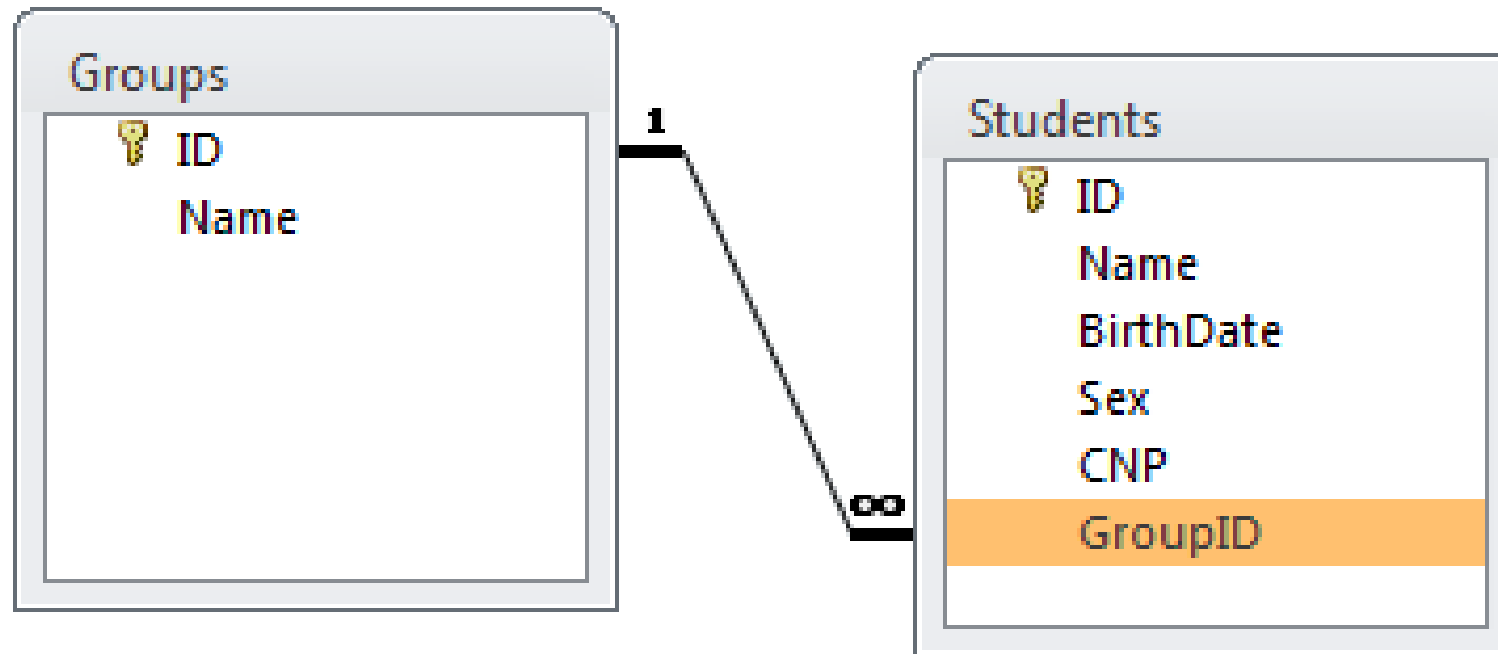 Groups
ID
Name
1
∞
Students
ID
Name
BirthDate
Sex
CNP
GroupID